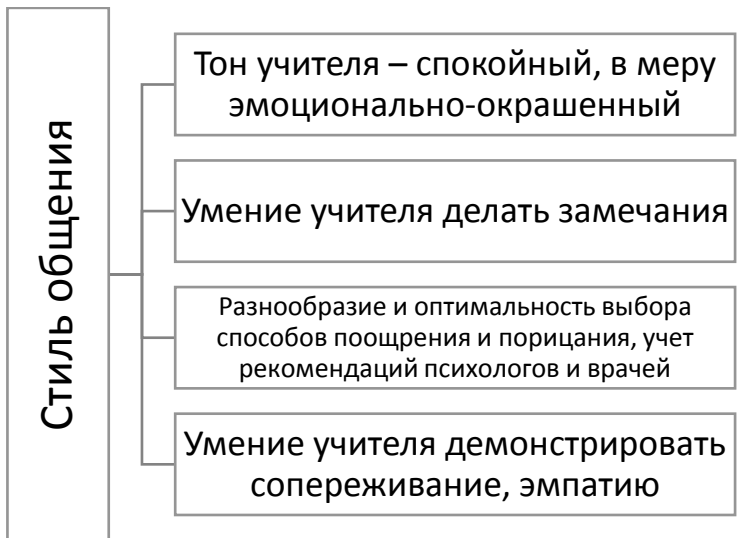 Стиль общения
Тон учителя – спокойный, в меру
эмоционально-окрашенный
Умение учителя делать замечания
Разнообразие и оптимальность выбора
способов поощрения и порицания, учет
рекомендаций психологов и врачей
Умение учителя демонстрировать
сопереживание, эмпатию